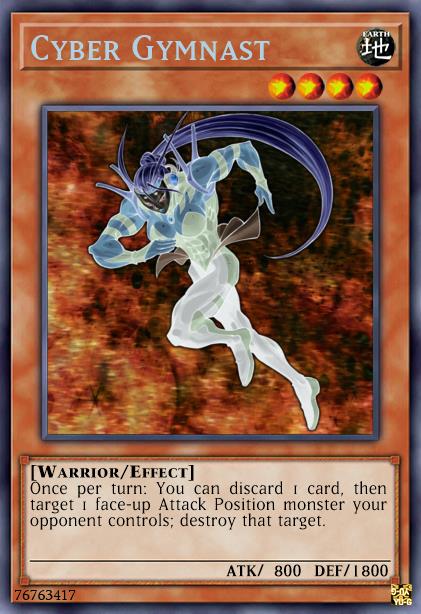 Cyber Gymnast
EARTH
地
[Warrior/Effect]
Once per turn: You can discard 1 card, then
target 1 face-up Attack Position monster your
opponent controls; destroy that target.
ATK/ 800 DEF/1800
76763417